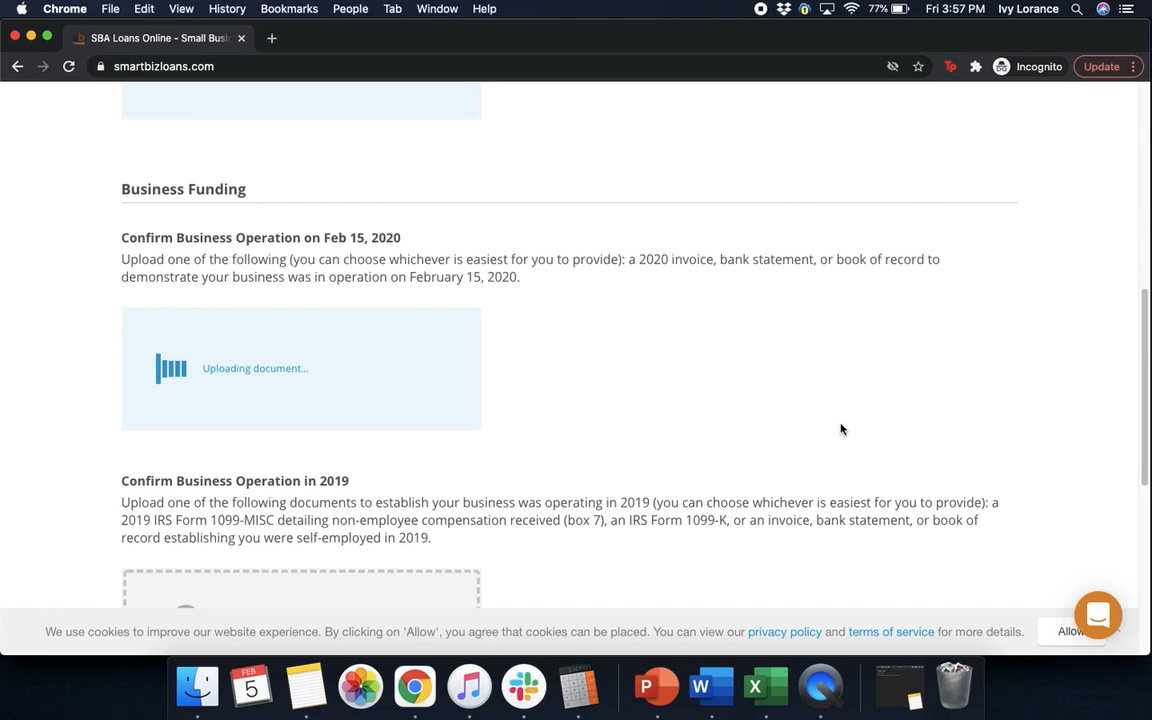 Chrome File Edit View History Bookmarks People Tab Window Help 77% Fri 3:57 PM Ivy Lorance
SBA Loans Online - Small Busi
smartbizloans.com Incognito Update
Business Funding
Confirm Business Operation on Feb 15, 2020
Upload one of the following (you can choose whichever is easiest for you to provide): a 2020 invoice, bank statement, or book of record to
demonstrate your business was in operation on February 15, 2020.
Uploading document...
Confirm Business Operation in 2019
Upload one of the following documents to establish your business was operating in 2019 (you can choose whichever is easiest for you to provide): a
2019 IRS Form 1099-MISC detailing non-employee compensation received (box 7), an IRS Form 1099-K, or an invoice, bank statement, or book of
record establishing you were self-employed in 2019.
We use cookies to improve our website experience. By clicking on 'Allow', you agree that cookies can be placed. You can view our privacy policy and terms of service for more details. Allow
FEB
5
P W X